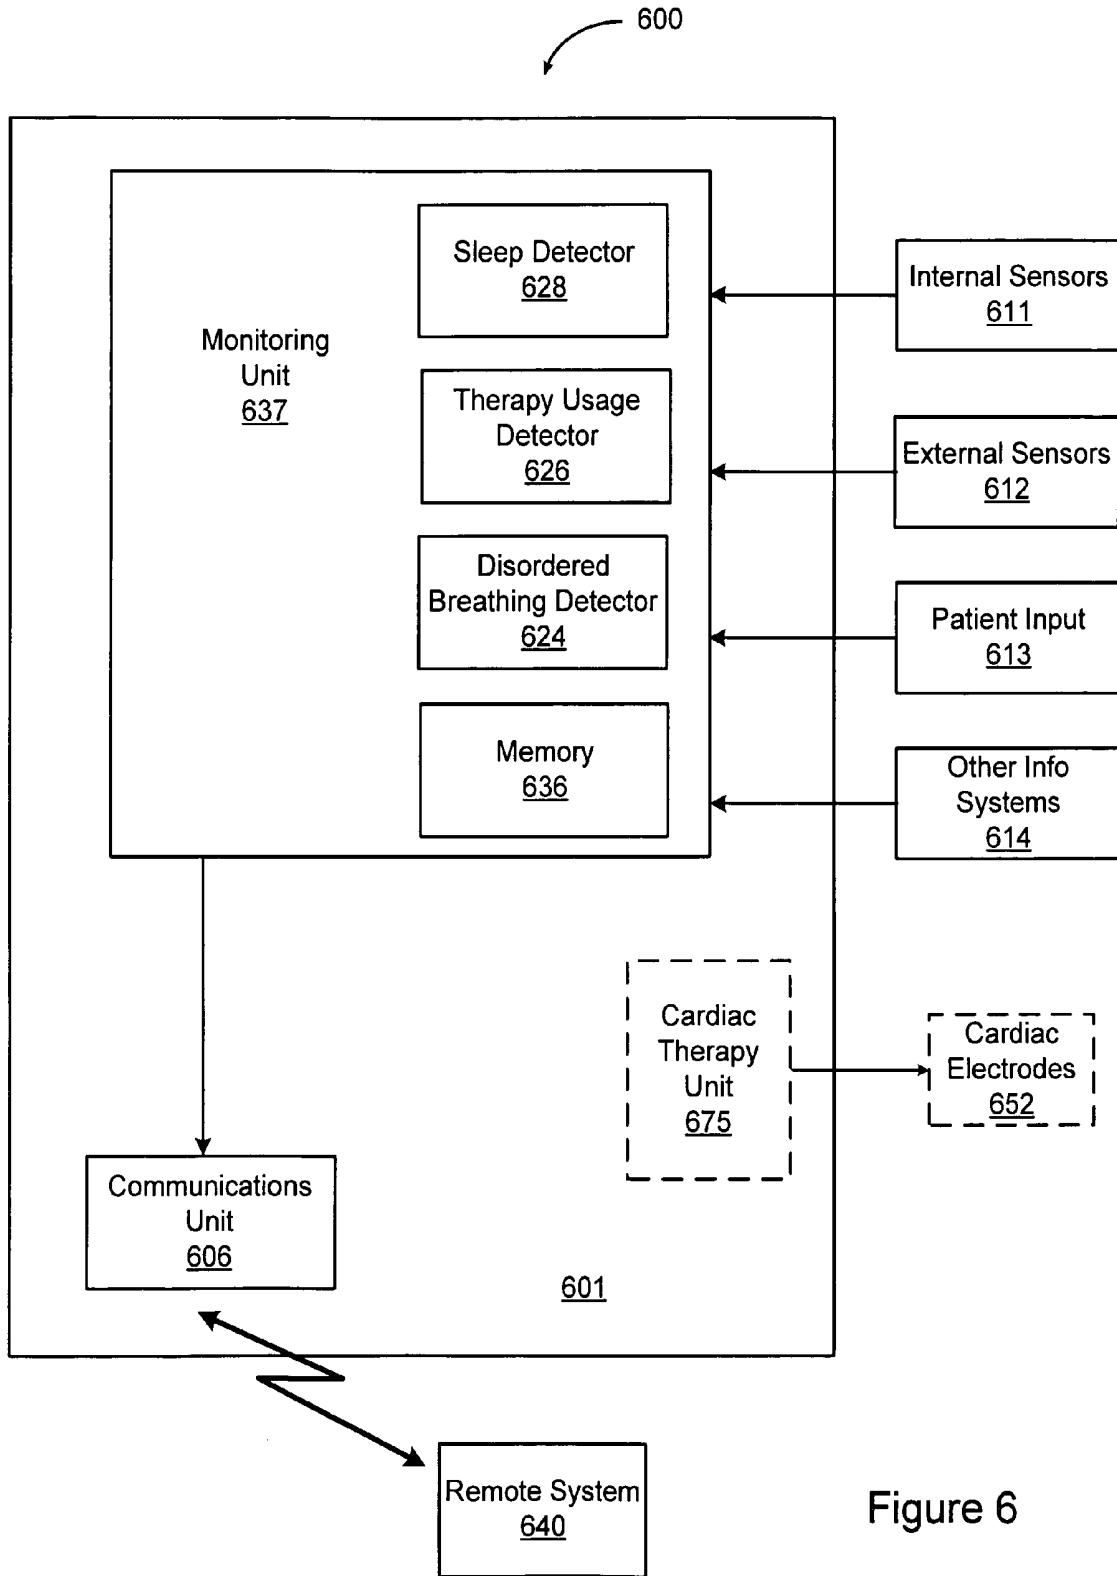 600
Sleep Detector
628
Internal Sensors
611
Monitoring
Unit
637
Therapy Usage
Detector
626
External Sensors
612
Disordered
Breathing Detector
624
Patient Input
613
Memory
636
Other Info
Systems
614
Cardiac
Therapy
Unit
675
Cardiac
Electrodes
652
Communications
Unit
606
601
Remote System
640
Figure 6